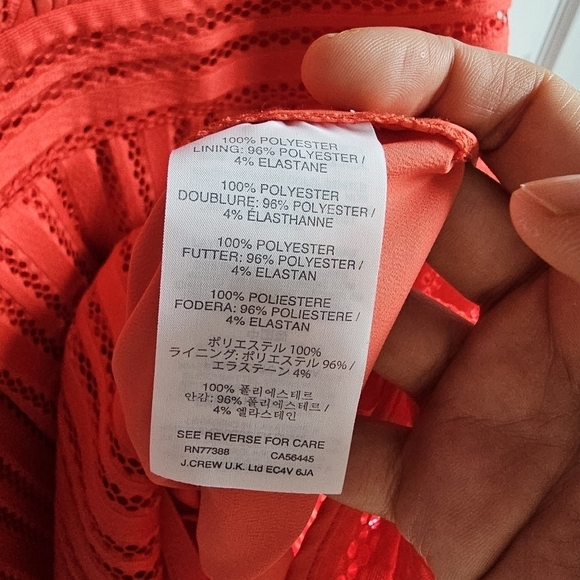 100% POLYESTER
LINING: 96% POLYESTER /
4% ELASTANE
100% POLYESTER
DOUBLURE: 96% POLYESTER /
4% ÉLASTHANNE
100% POLYESTER
FUTTER: 96% POLYESTER /
4% ELASTAN
100% POLIESTERE
FODERA: 96% POLIESTERE /
4% ELASTAN
ポリエステル 100%
ライニング: ポリエステル 96% /
エラステーン 4%
100% 폴리에스테르
안감: 96% 폴리에스테르 /
4% 엘라스테인
SEE REVERSE FOR CARE
RN77388 CA56445
J.CREW U.K. Ltd EC4V 6JA